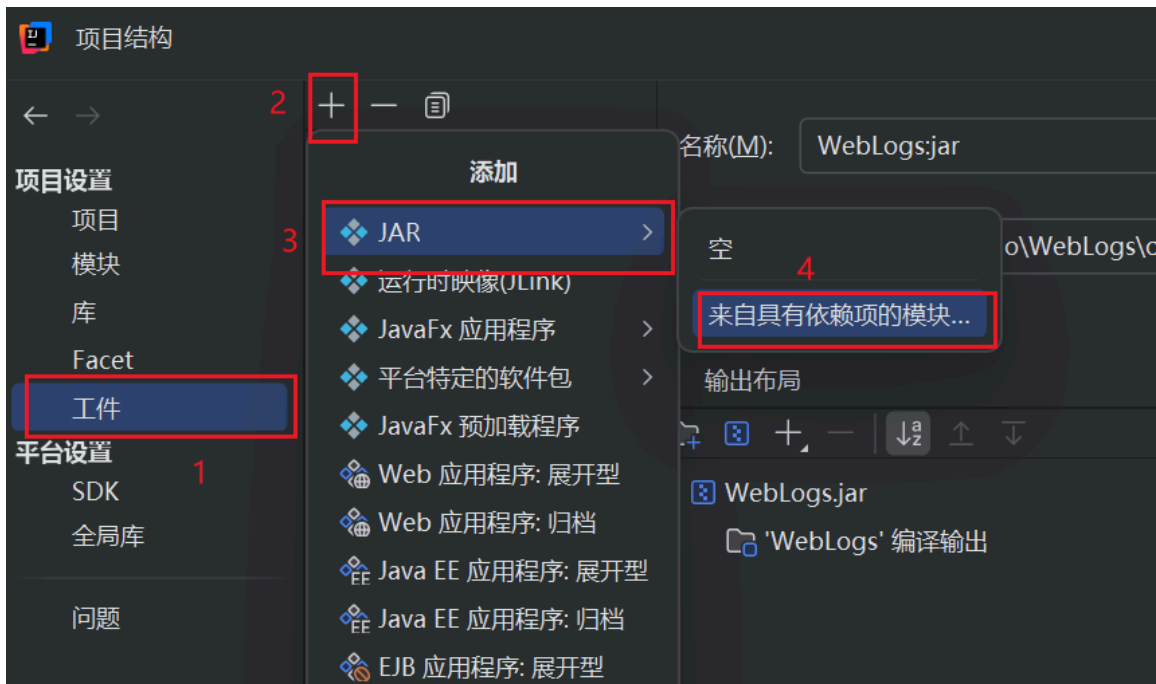 项目结构
2
名称(M):
WebLogs:jar
添加
项目设置
项目
3
JAR
空
o\WebLogs\o
4
模块
运行时映像(JLink)
来自具有依赖项的模块...
库
JavaFx 应用程序
Facet
平台特定的软件包
输出布局
工件
JavaFx 预加载程序
平台设置
1
Web 应用程序: 展开型
SDK
WebLogs.jar
全局库
Web 应用程序: 归档
'WebLogs' 编译输出
Java EE 应用程序: 展开型
问题
Java EE 应用程序: 归档
EJB 应用程序: 展开型